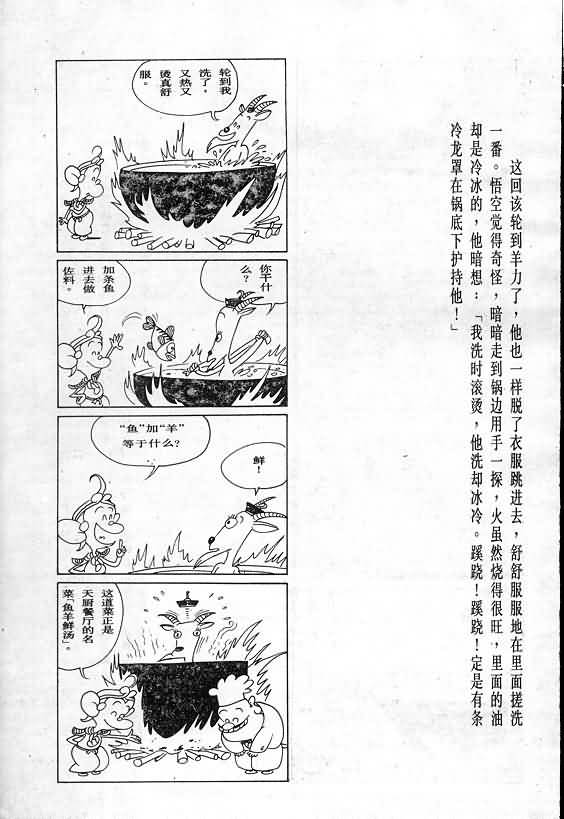 这回该轮到羊力了，他也一样脱了衣服跳进去，舒舒服服地在里面搓洗
一番。悟空觉得奇怪，暗暗走到锅边用手一探，火虽然烧得很旺，里面的油
却是冷冰的，他暗想：「我洗时滚烫，他洗却冰冷。蹊跷！蹊跷！定是有条
冷龙罩在锅底下护持他！」
轮到我
洗了，
又热又
烫真舒
服。
你干什
么？
加条鱼
进去做
佐料。
“鱼”加“羊”
等于什么？
鲜！
这道菜正是
天厨餐厅的名
菜「鱼羊鲜汤」。